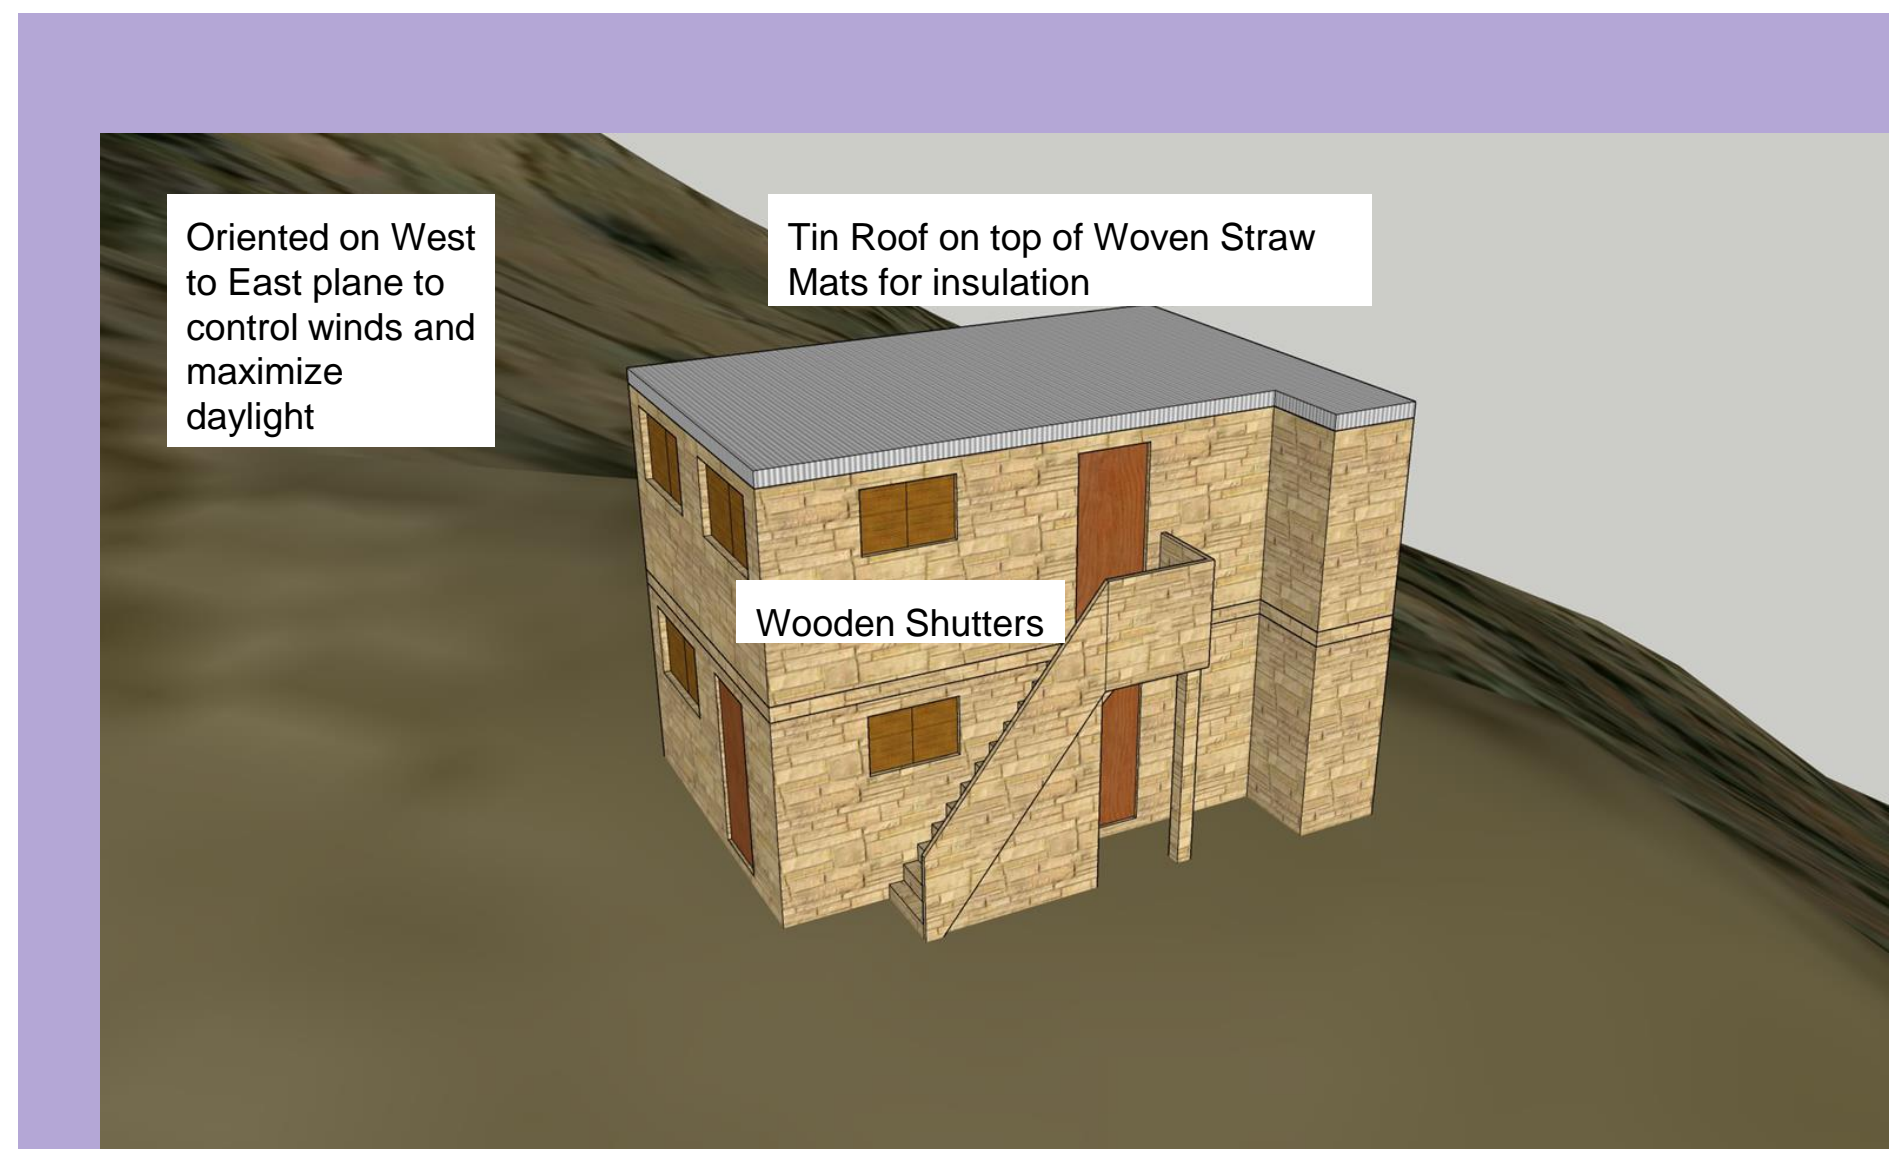 Oriented on West
to East plane to
control winds and
maximize
daylight
Tin Roof on top of Woven Straw
Mats for insulation
Wooden Shutters